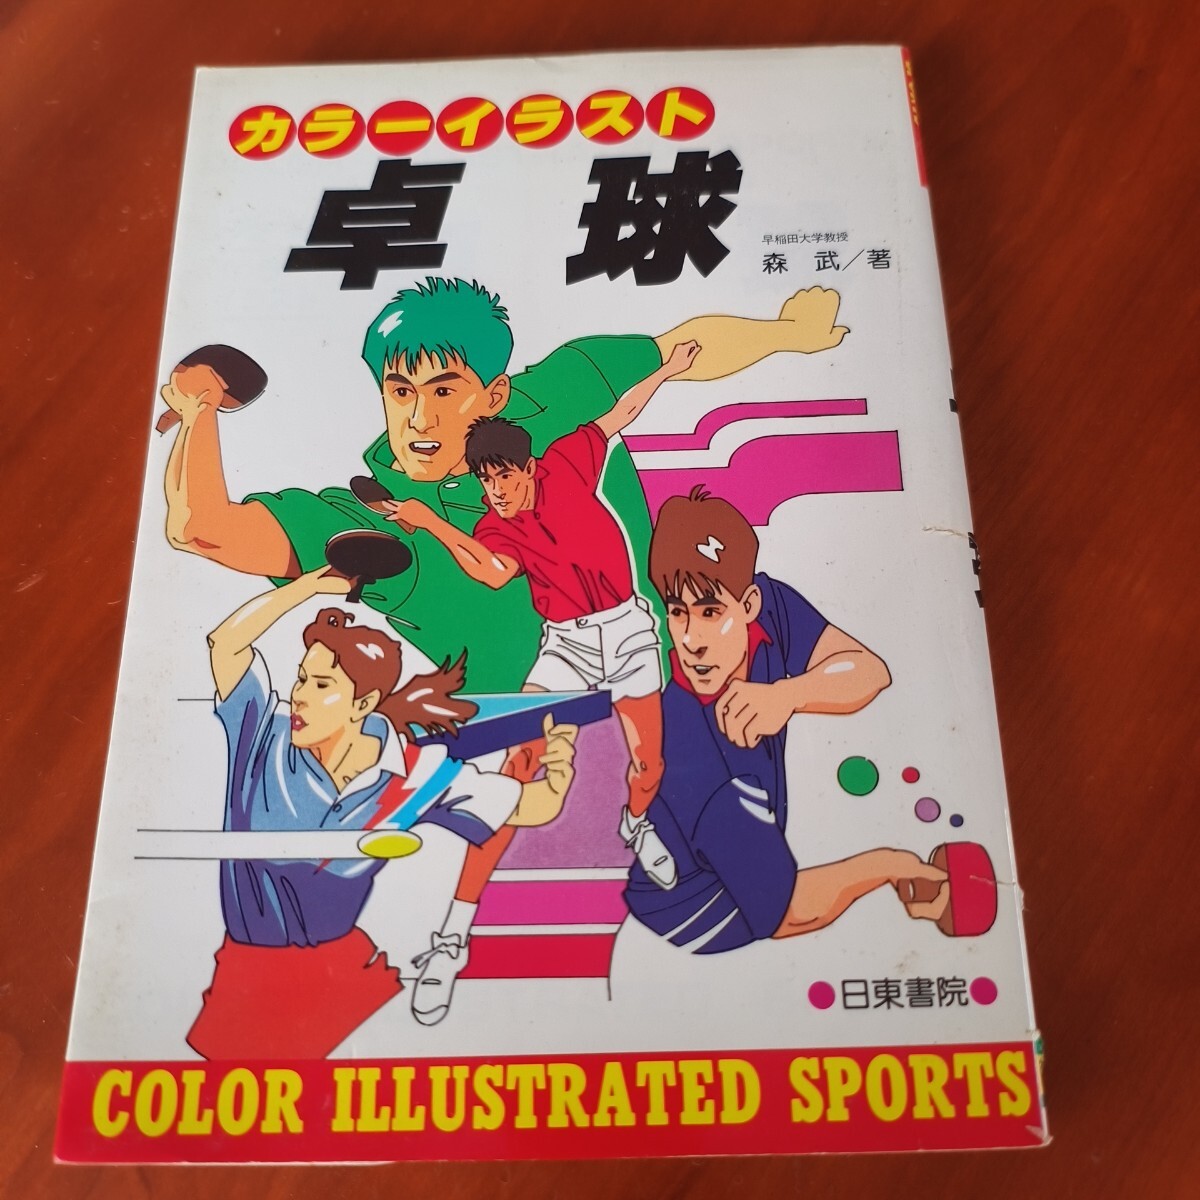 カラーイラスト
卓球
早稲田大学教授
森 武／著
●日東書院●
COLOR ILLUSTRATED SPORTS